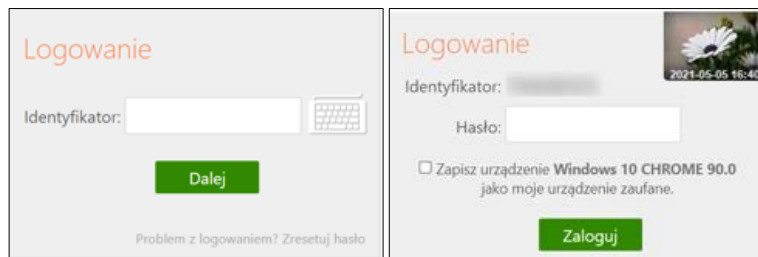 Logowanie
Identyfikator:
Dalej
Problem z logowaniem? Zresetuj hasło
Logowanie
2021-05-05 16:40
Identyfikator:
Hasło:
Zapisz urządzenie Windows 10 CHROME 90.0
jako moje urządzenie zaufane.
Zaloguj